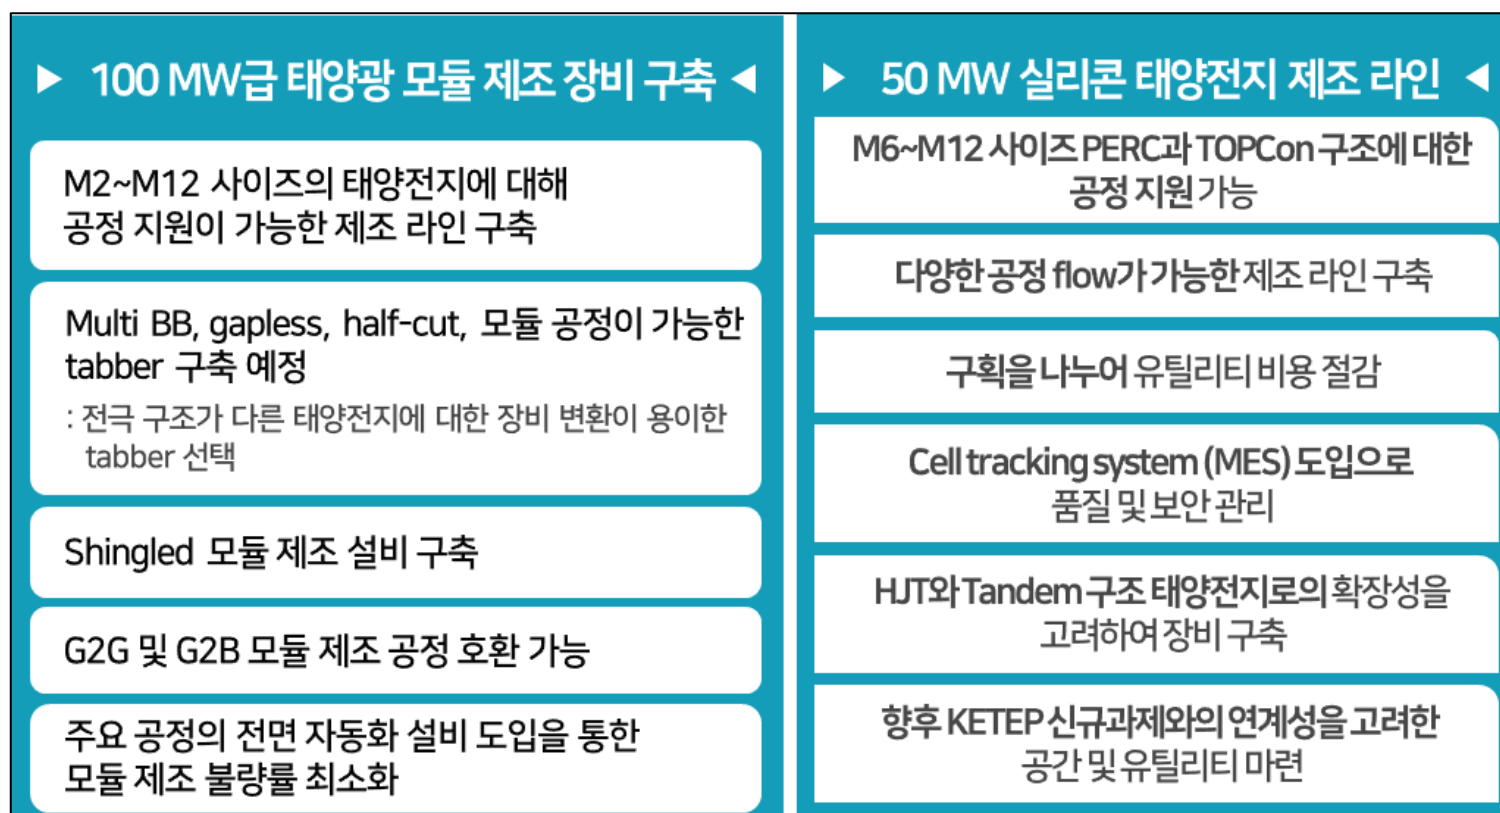 ▶ 100 MW급 태양광 모듈 제조 장비 구축 ◀
M2~M12 사이즈의 태양전지에 대해
공정 지원이 가능한 제조 라인 구축
Multi BB, gapless, half-cut, 모듈 공정이 가능한
tabber 구축 예정
: 전극 구조가 다른 태양전지에 대한 장비 변환이 용이한
tabber 선택
Shingled 모듈 제조 설비 구축
G2G 및 G2B 모듈 제조 공정 호환 가능
주요 공정의 전면 자동화 설비 도입을 통한
모듈 제조 불량률 최소화
▶ 50 MW 실리콘 태양전지 제조 라인 ◀
M6~M12 사이즈 PERC과 TOPCon 구조에 대한
공정 지원 가능
다양한 공정 flow가 가능한 제조 라인 구축
구획을 나누어 유틸리티 비용 절감
Cell tracking system (MES) 도입으로
품질 및 보안 관리
HJT와 Tandem 구조 태양전지로의 확장성을
고려하여 장비 구축
향후 KETEP 신규과제와의 연계성을 고려한
공간 및 유틸리티 마련